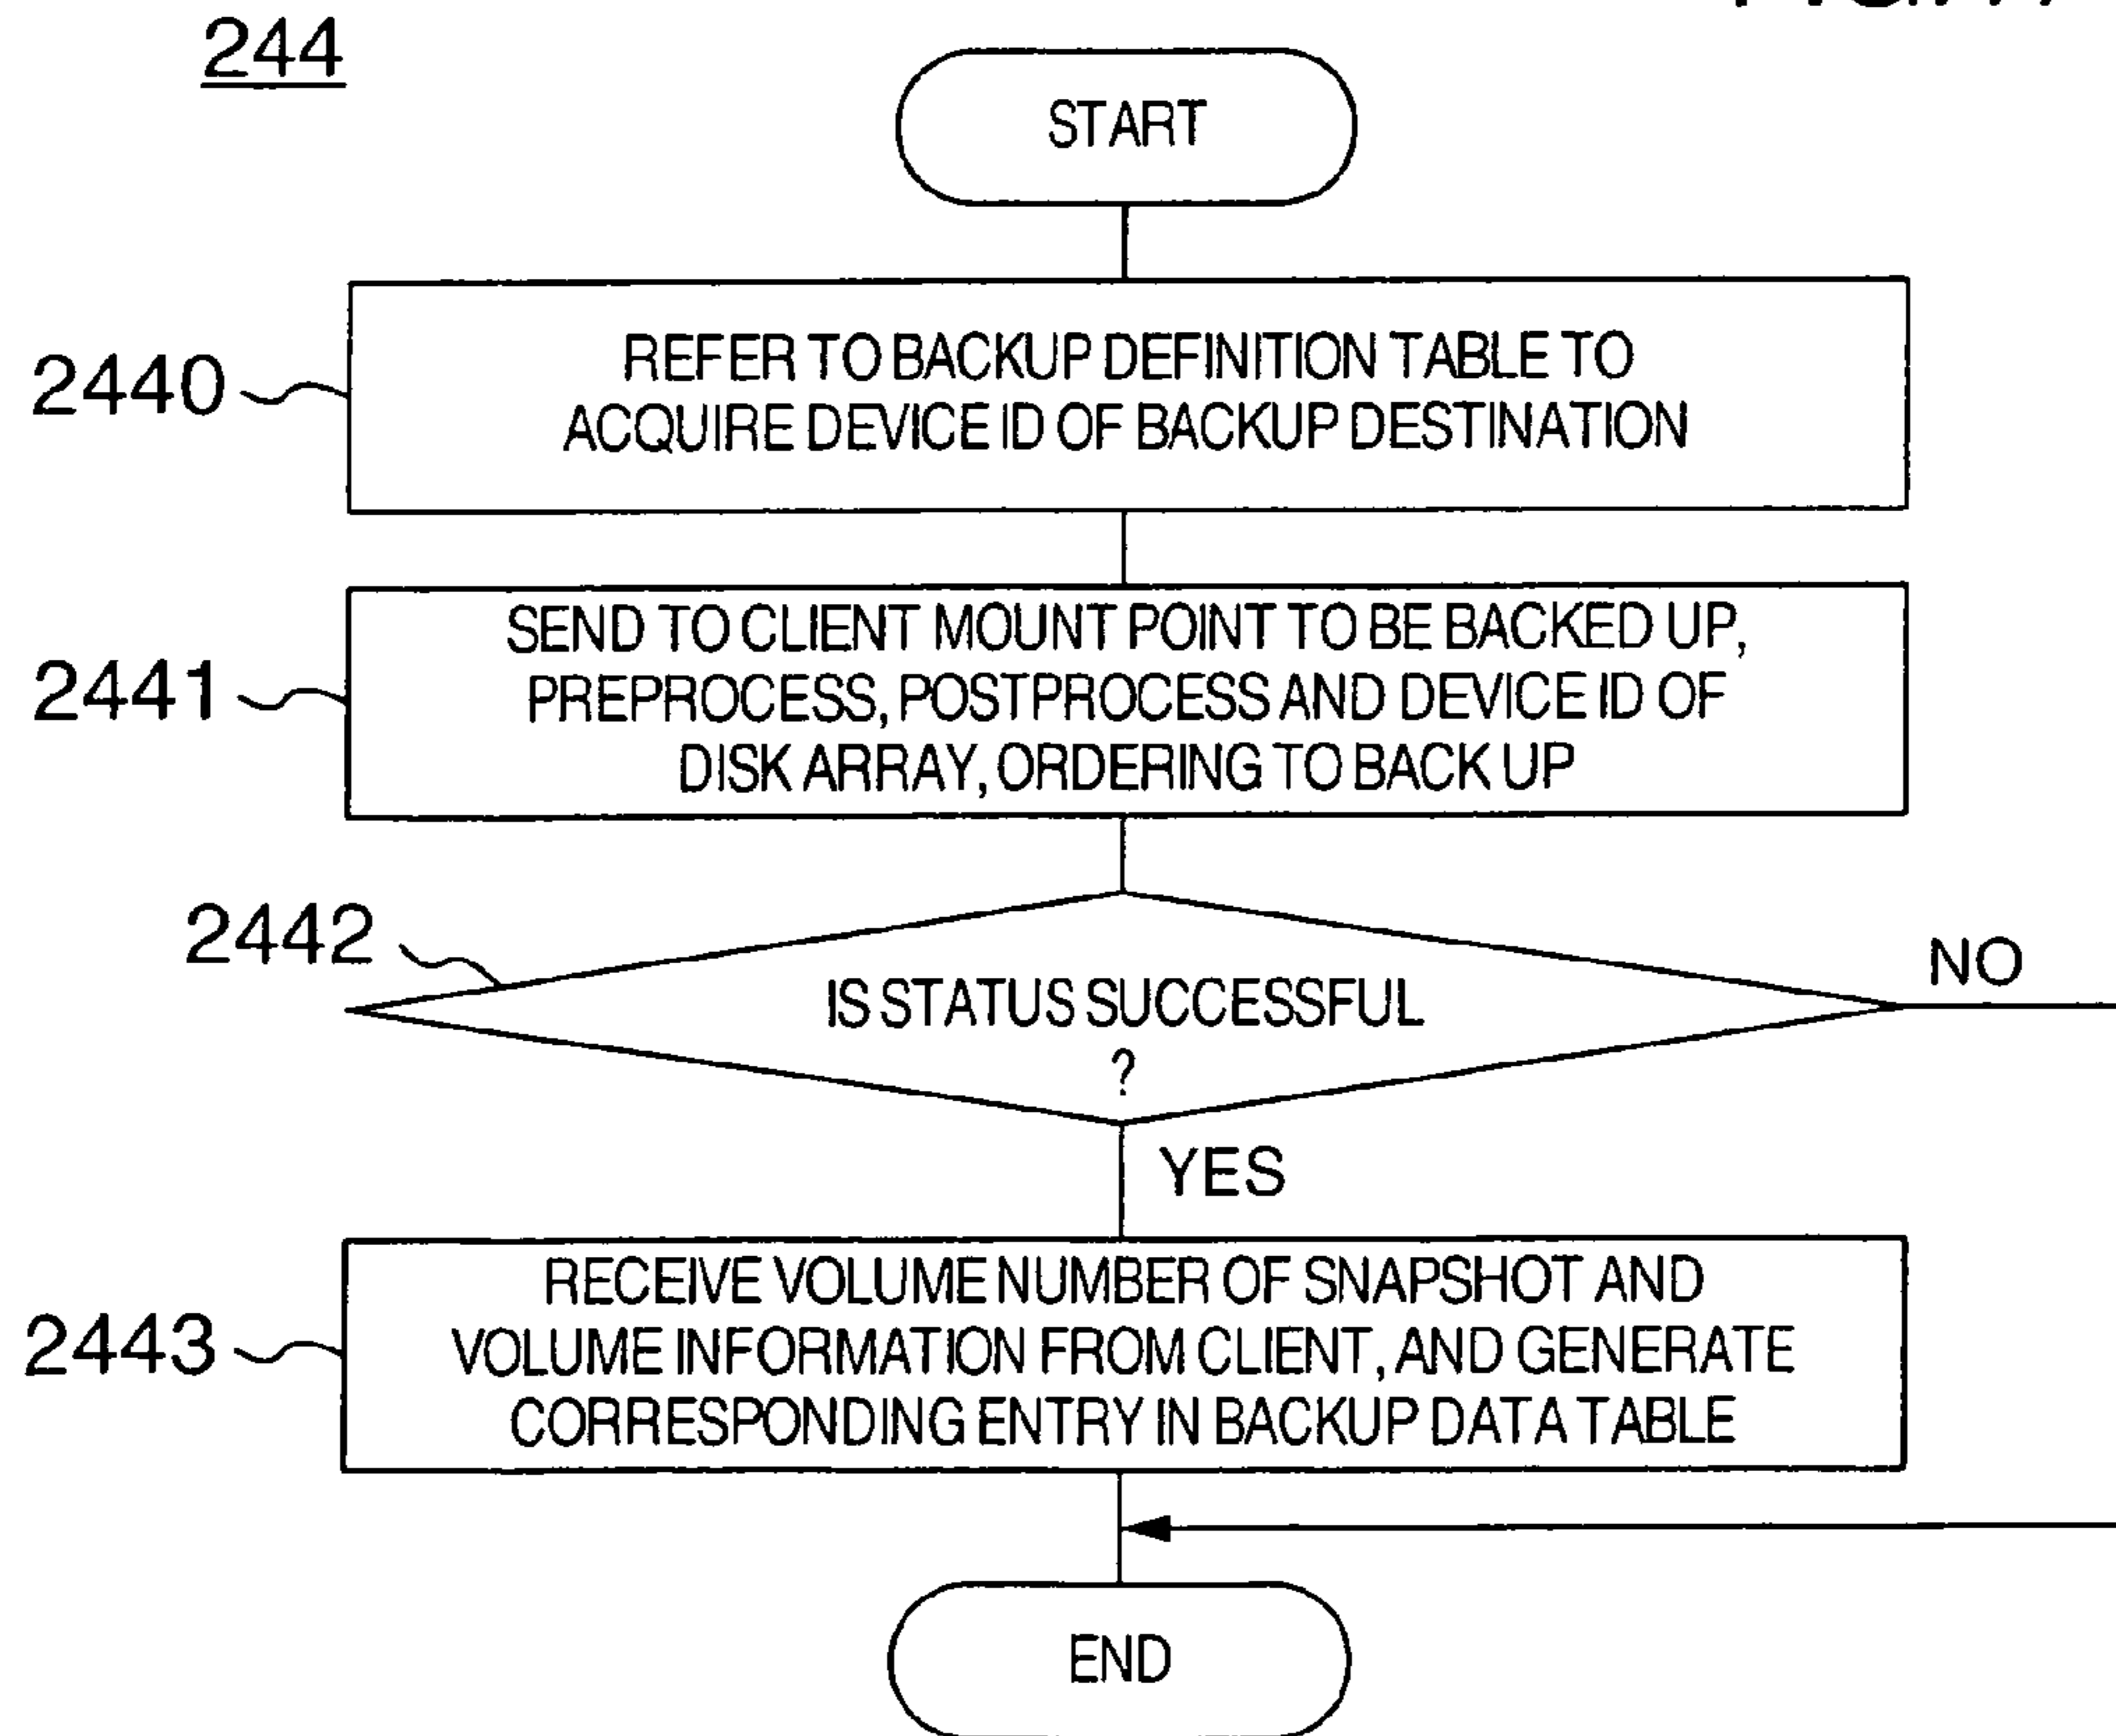 244
START
2440
REFER TO BACKUP DEFINITION TABLE TO
ACQUIRE DEVICE ID OF BACKUP DESTINATION
2441
SEND TO CLIENT MOUNT POINT TO BE BACKED UP,
PREPROCESS, POSTPROCESS AND DEVICE ID OF
DISK ARRAY, ORDERING TO BACK UP
2442
IS STATUS SUCCESSFUL
?
NO
YES
2443
RECEIVE VOLUME NUMBER OF SNAPSHOT AND
VOLUME INFORMATION FROM CLIENT, AND GENERATE
CORRESPONDING ENTRY IN BACKUP DATA TABLE
END